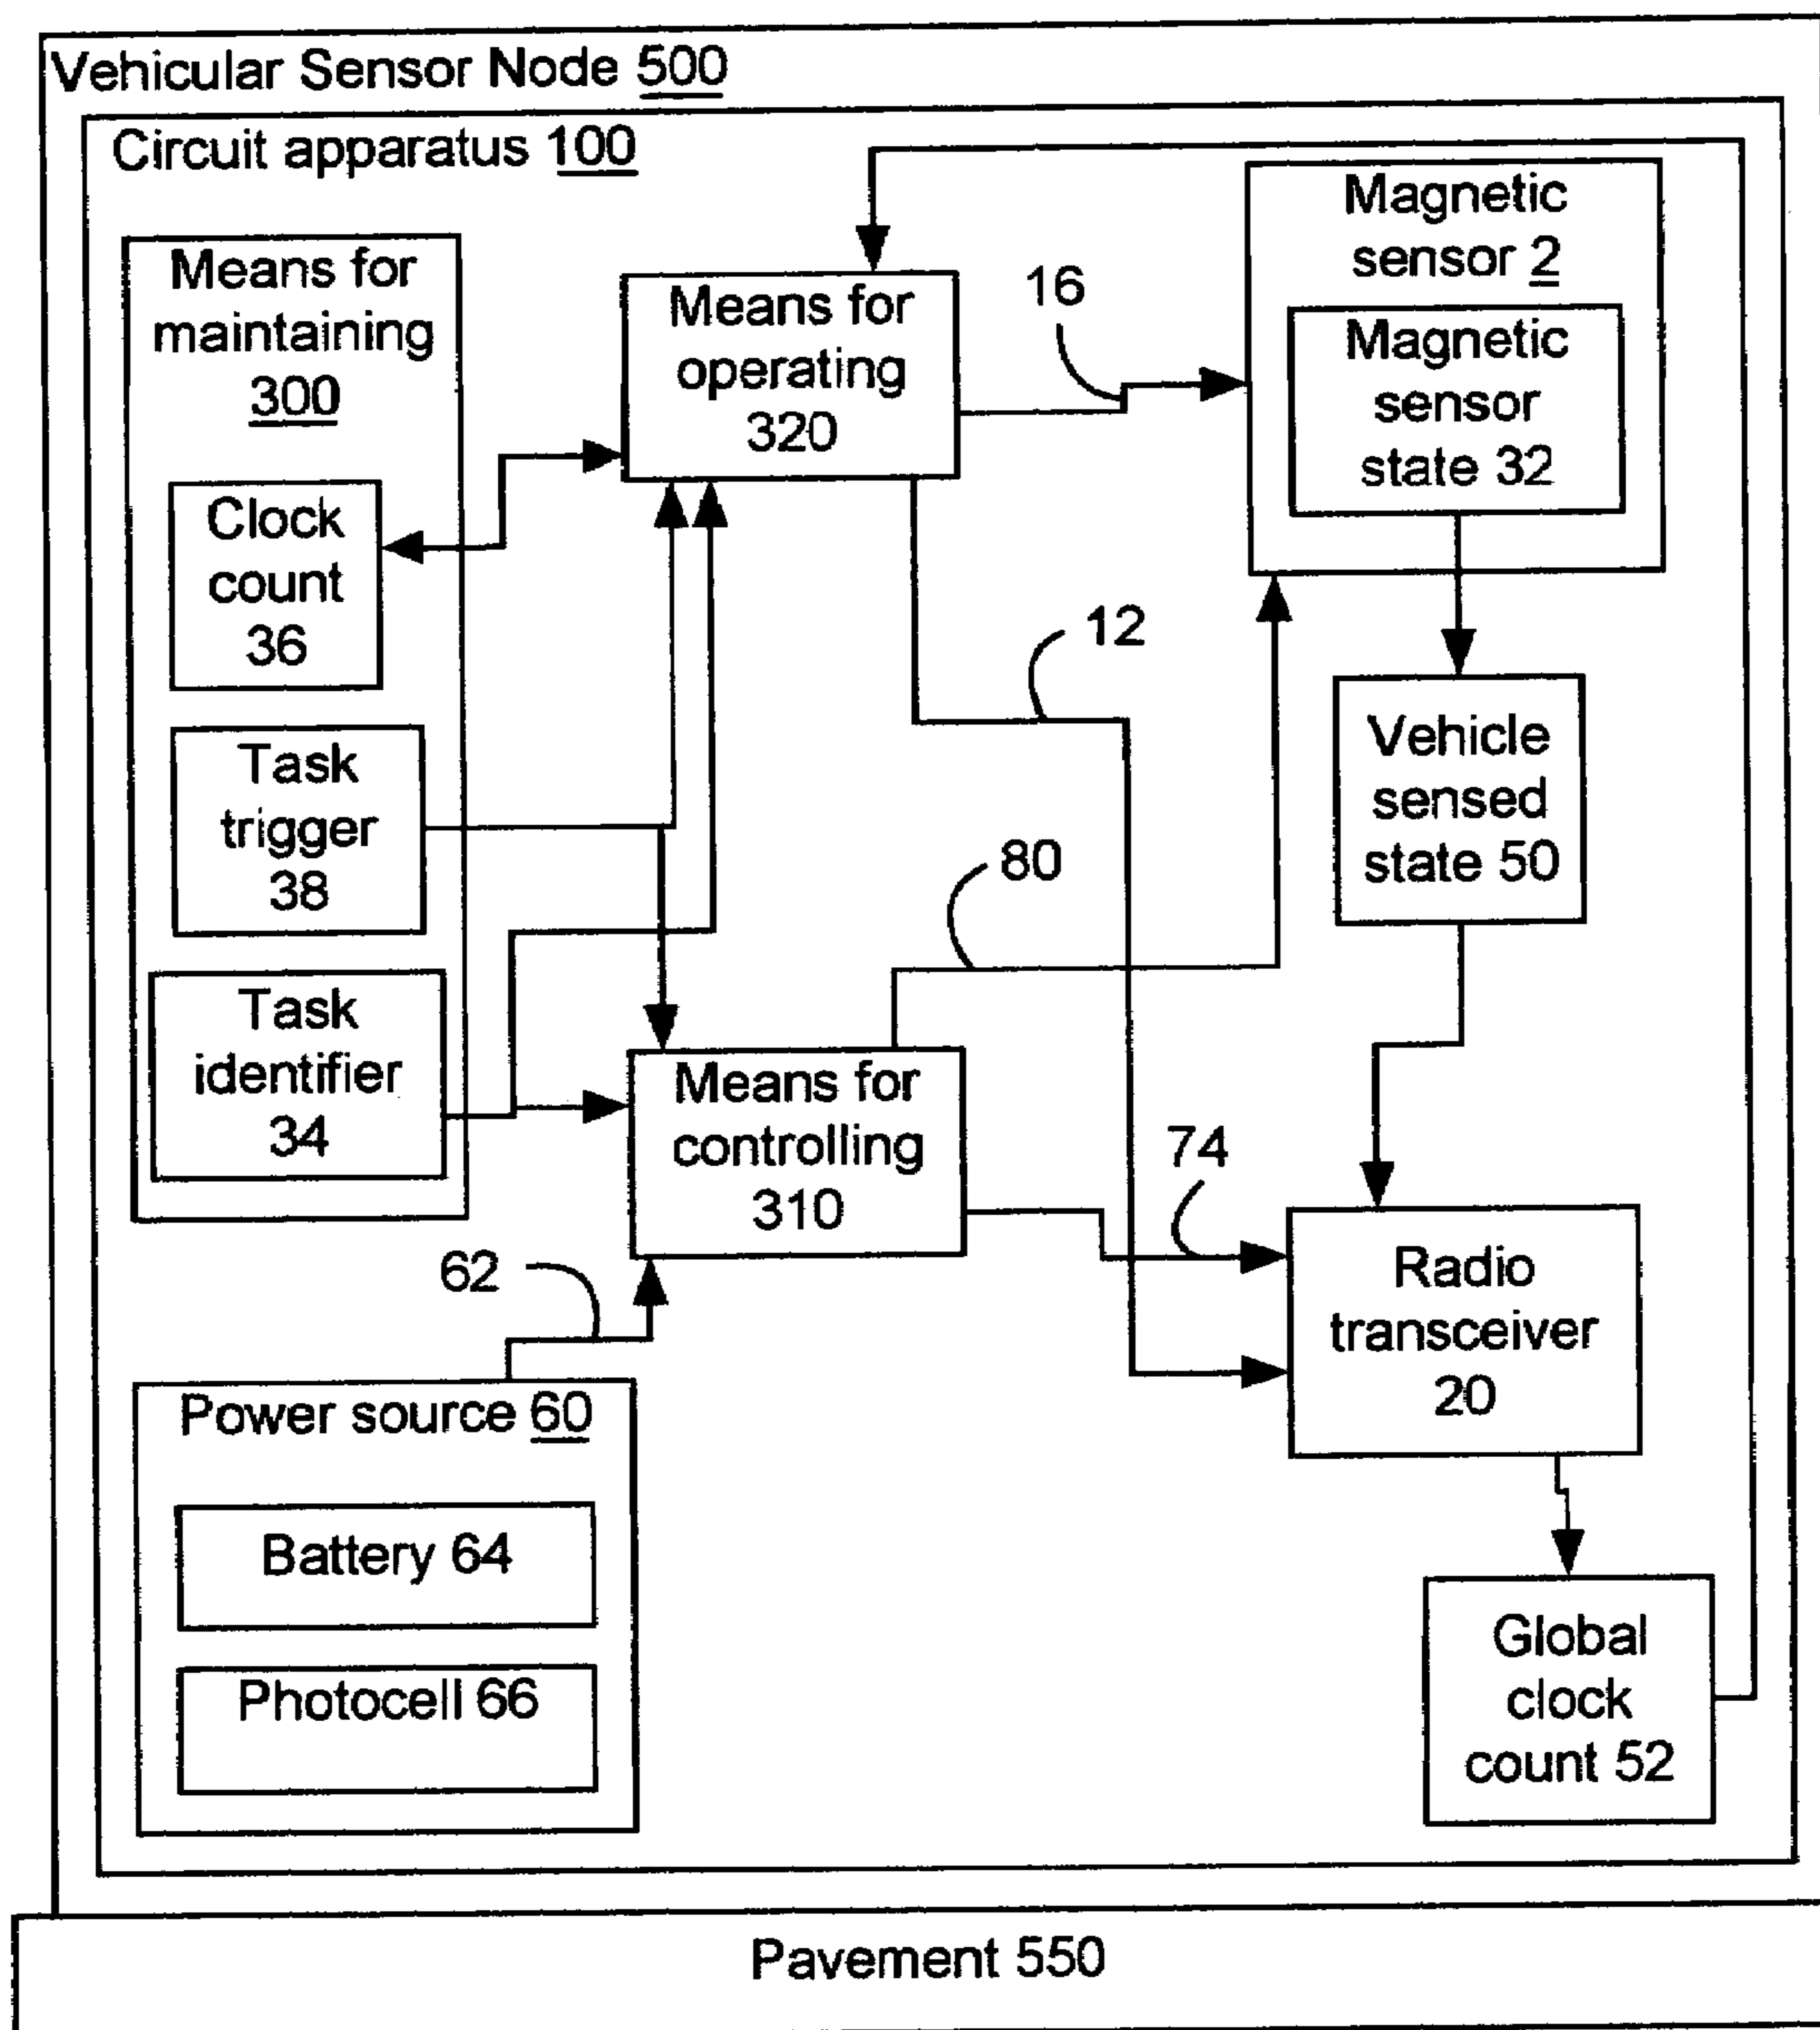 Vehicular Sensor Node 500
Circuit apparatus 100
Means for
maintaining
300
Clock
count
36
Task
trigger
38
Task
identifier
34
Means for
operating
320
16
Magnetic
sensor 2
Magnetic
sensor
state 32
12
Vehicle
sensed
state 50
80
Means for
controlling
310
74
62
Radio
transceiver
20
Power source 60
Battery 64
Photocell 66
Global
clock
count 52
Pavement 550